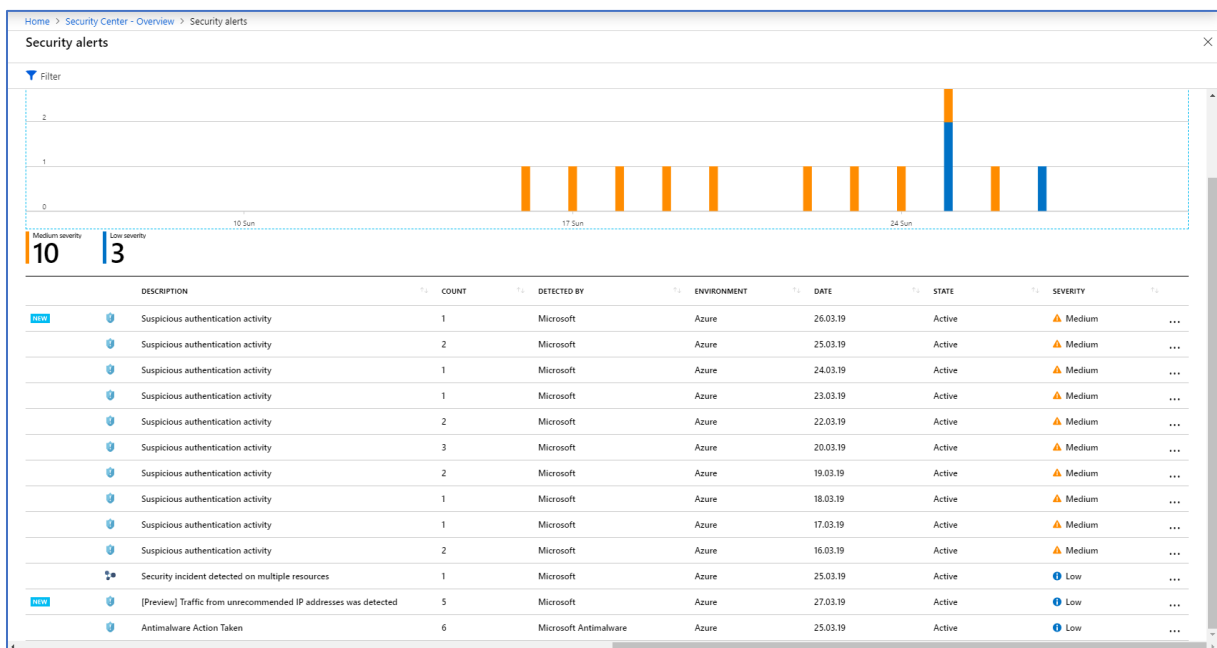 Home > Security Center - Overview > Security alerts
Security alerts
Filter
2
1
0
10 Sun 17 Sun 24 Sun
Medium severity Low severity
10 3
DESCRIPTION COUNT DETECTED BY ENVIRONMENT DATE STATE SEVERITY
NEW Suspicious authentication activity 1 Microsoft Azure 26.03.19 Active Medium ...
Suspicious authentication activity 2 Microsoft Azure 25.03.19 Active Medium ...
Suspicious authentication activity 1 Microsoft Azure 24.03.19 Active Medium ...
Suspicious authentication activity 1 Microsoft Azure 23.03.19 Active Medium ...
Suspicious authentication activity 2 Microsoft Azure 22.03.19 Active Medium ...
Suspicious authentication activity 3 Microsoft Azure 20.03.19 Active Medium ...
Suspicious authentication activity 2 Microsoft Azure 19.03.19 Active Medium ...
Suspicious authentication activity 1 Microsoft Azure 18.03.19 Active Medium ...
Suspicious authentication activity 1 Microsoft Azure 17.03.19 Active Medium ...
Suspicious authentication activity 2 Microsoft Azure 16.03.19 Active Medium ...
Security incident detected on multiple resources 1 Microsoft Azure 25.03.19 Active Low ...
NEW [Preview] Traffic from unrecommended IP addresses was detected 5 Microsoft Azure 27.03.19 Active Low ...
Antimalware Action Taken 6 Microsoft Antimalware Azure 25.03.19 Active Low ...